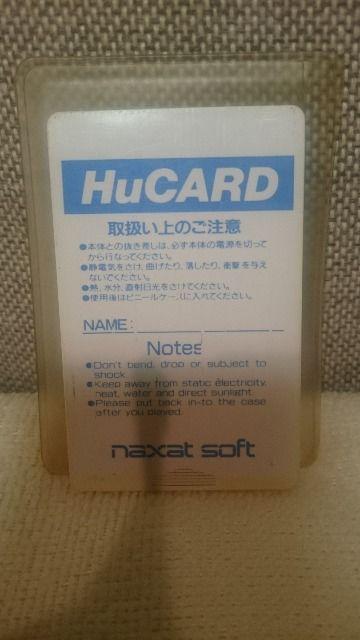 HuCARD
取扱い上のご注意
●本体との抜き差しは、必ず本体の電源を切って
から行なってください。
●静電気をさけ、曲げたり、落したり、衝撃を与え
ないでください。
●熱、水分、直射日光をさけてください。
●使用後はビニールケースに入れてください。
NAME:
Notes
●Don't bend, drop or subject to
shock.
●Keep away from static electricity,
heat, water and direct sunlight.
●Please put back in-to the case
after you played.
naxat soft